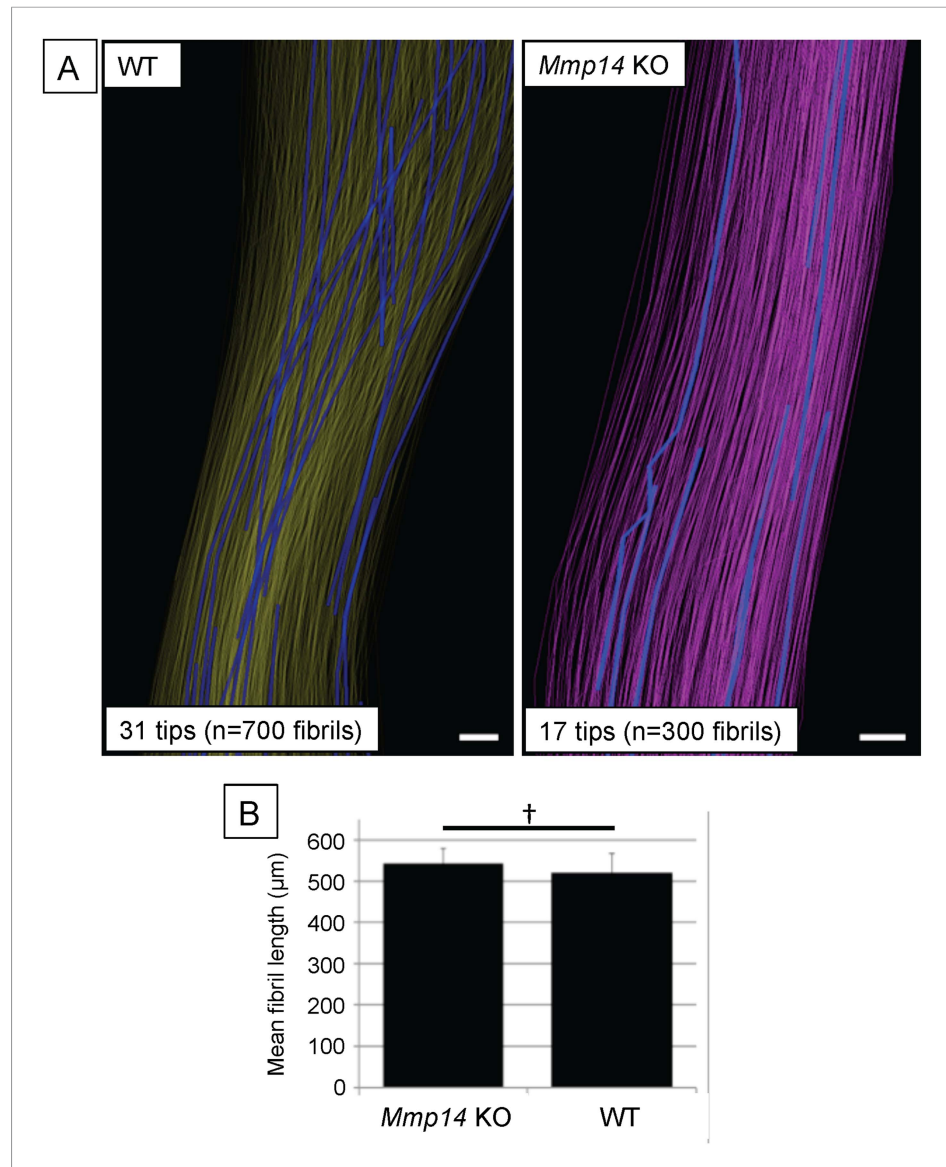 A
WT
Mmp14 KO
31 tips (n=700 fibrils)
17 tips (n=300 fibrils)
B
†
Mean fibril length (µm)
600
500
400
300
200
100
0
Mmp14 KO
WT